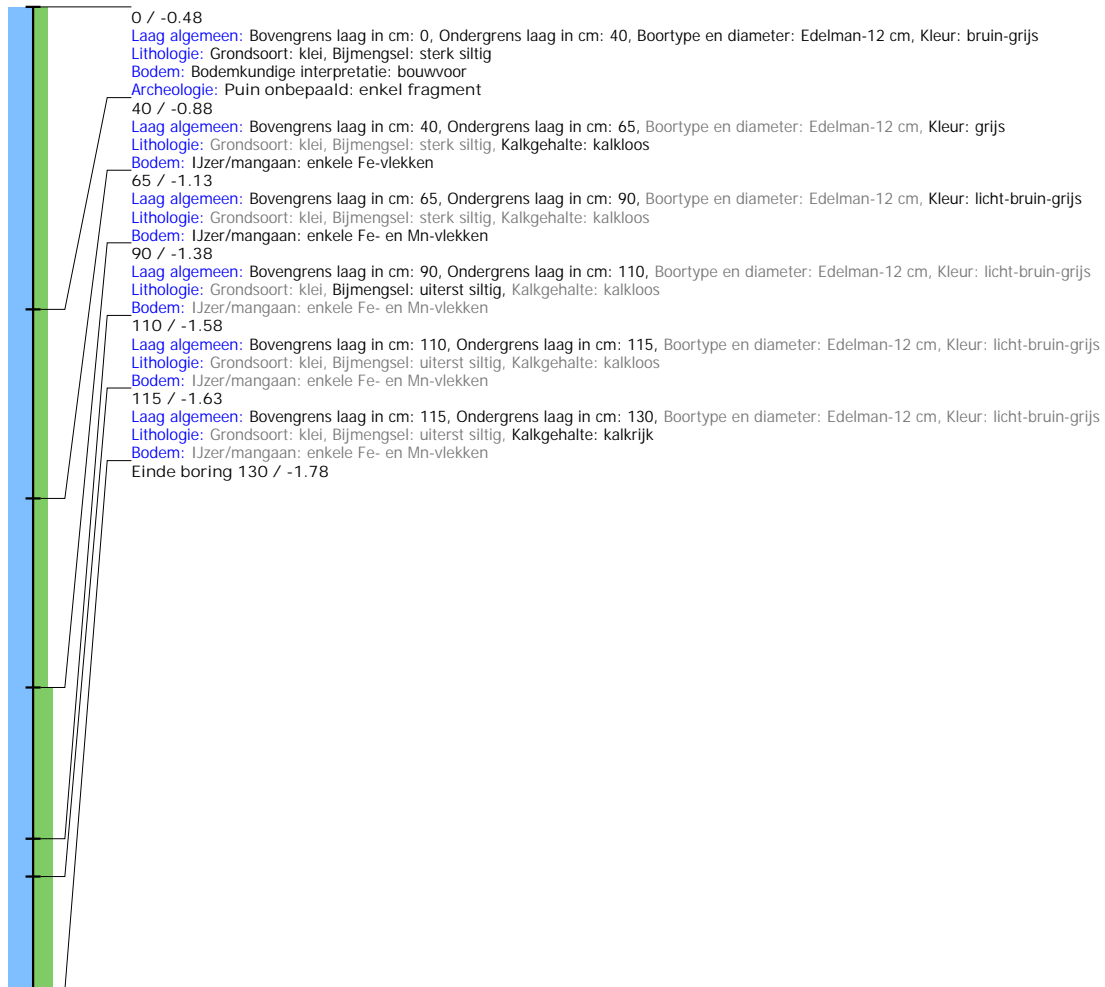 0 / -0.48
Laag algemeen: Bovengrens laag in cm: 0, Ondergrens laag in cm: 40, Boortype en diameter: Edelman-12 cm, Kleur: bruin-grijs
Lithologie: Grondsoort: klei, Bijmengsel: sterk siltig
Bodem: Bodemkundige interpretatie: bouwvoor
Archeologie: Puin onbepaald: enkel fragment
40 / -0.88
Laag algemeen: Bovengrens laag in cm: 40, Ondergrens laag in cm: 65, Boortype en diameter: Edelman-12 cm, Kleur: grijs
Lithologie: Grondsoort: klei, Bijmengsel: sterk siltig, Kalkgehalte: kalkloos
Bodem: IJzer/mangaan: enkele Fe-vlekken
65 / -1.13
Laag algemeen: Bovengrens laag in cm: 65, Ondergrens laag in cm: 90, Boortype en diameter: Edelman-12 cm, Kleur: licht-bruin-grijs
Lithologie: Grondsoort: klei, Bijmengsel: sterk siltig, Kalkgehalte: kalkloos
Bodem: IJzer/mangaan: enkele Fe- en Mn-vlekken
90 / -1.38
Laag algemeen: Bovengrens laag in cm: 90, Ondergrens laag in cm: 110, Boortype en diameter: Edelman-12 cm, Kleur: licht-bruin-grijs
Lithologie: Grondsoort: klei, Bijmengsel: uiterst siltig, Kalkgehalte: kalkloos
Bodem: IJzer/mangaan: enkele Fe- en Mn-vlekken
110 / -1.58
Laag algemeen: Bovengrens laag in cm: 110, Ondergrens laag in cm: 115, Boortype en diameter: Edelman-12 cm, Kleur: licht-bruin-grijs
Lithologie: Grondsoort: klei, Bijmengsel: uiterst siltig, Kalkgehalte: kalkloos
Bodem: IJzer/mangaan: enkele Fe- en Mn-vlekken
115 / -1.63
Laag algemeen: Bovengrens laag in cm: 115, Ondergrens laag in cm: 130, Boortype en diameter: Edelman-12 cm, Kleur: licht-bruin-grijs
Lithologie: Grondsoort: klei, Bijmengsel: uiterst siltig, Kalkgehalte: kalkrijk
Bodem: IJzer/mangaan: enkele Fe- en Mn-vlekken
Einde boring 130 / -1.78